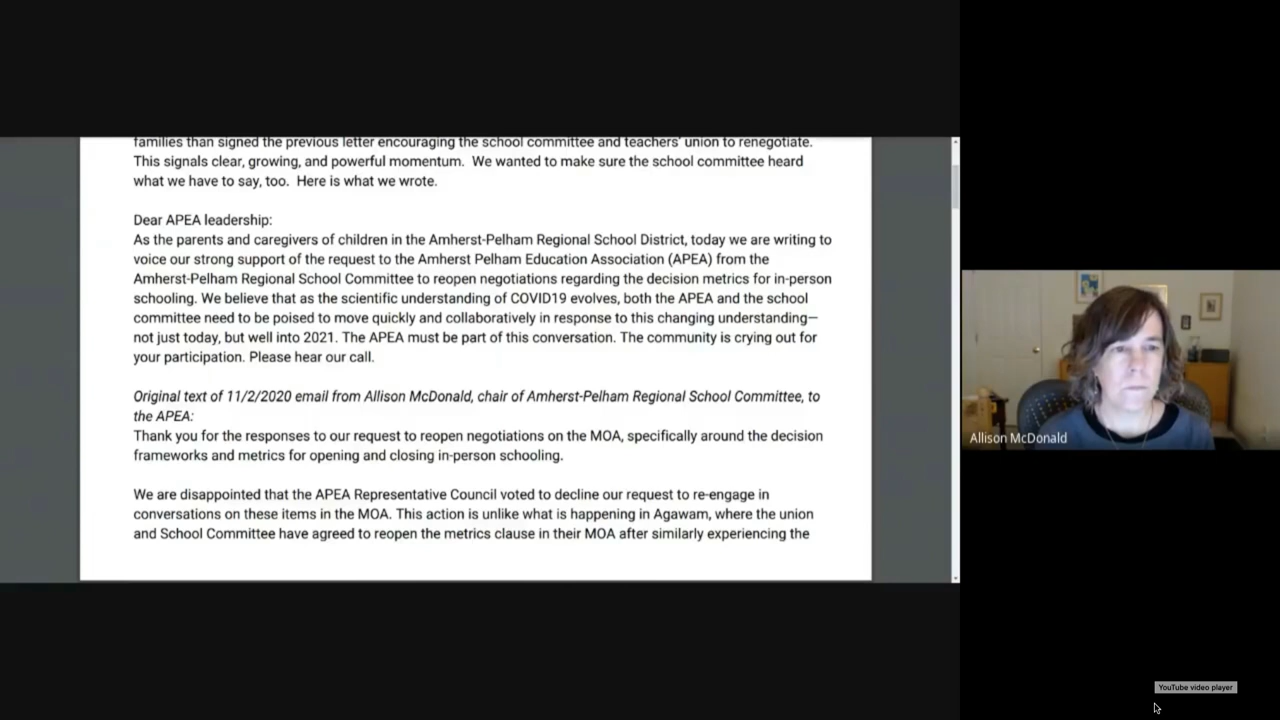 families than signed the previous letter encouraging the school committee and teachers' union to renegotiate.
This signals clear, growing, and powerful momentum.  We wanted to make sure the school committee heard
what we have to say, too.  Here is what we wrote.
Dear APEA leadership:
As the parents and caregivers of children in the Amherst-Pelham Regional School District, today we are writing to
voice our strong support of the request to the Amherst Pelham Education Association (APEA) from the
Amherst-Pelham Regional School Committee to reopen negotiations regarding the decision metrics for in-person
schooling. We believe that as the scientific understanding of COVID19 evolves, both the APEA and the school
committee need to be poised to move quickly and collaboratively in response to this changing understanding—
not just today, but well into 2021. The APEA must be part of this conversation. The community is crying out for
your participation. Please hear our call.
Original text of 11/2/2020 email from Allison McDonald, chair of Amherst-Pelham Regional School Committee, to
the APEA:
Thank you for the responses to our request to reopen negotiations on the MOA, specifically around the decision
frameworks and metrics for opening and closing in-person schooling.
We are disappointed that the APEA Representative Council voted to decline our request to re-engage in
conversations on these items in the MOA. This action is unlike what is happening in Agawam, where the union
and School Committee have agreed to reopen the metrics clause in their MOA after similarly experiencing the
Allison McDonald
YouTube video player